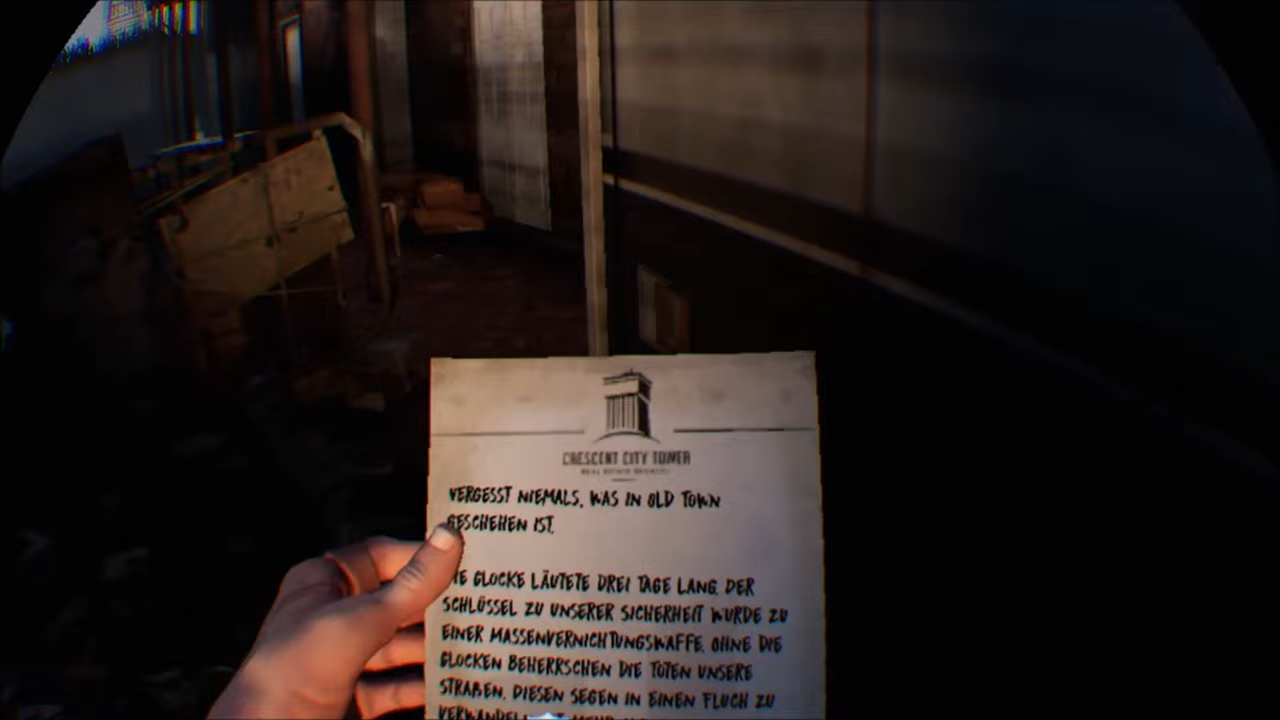 CRESCENT CITY TOWER
VERGESST NIEMALS, WAS IN OLD TOWN
GESCHEHEN IST.
GLOCKE LÄUTETE DREI TAGE LANG. DER
SCHLÜSSEL ZU UNSERER SICHERHEIT WURDE ZU
EINER MASSENVERNICHTUNGSWAFFE. OHNE DIE
GLOCKEN BEHERRSCHEN DIE TOTEN UNSERE
STRAßEN. DIESEN SEGEN IN EINEN FLUCH ZU